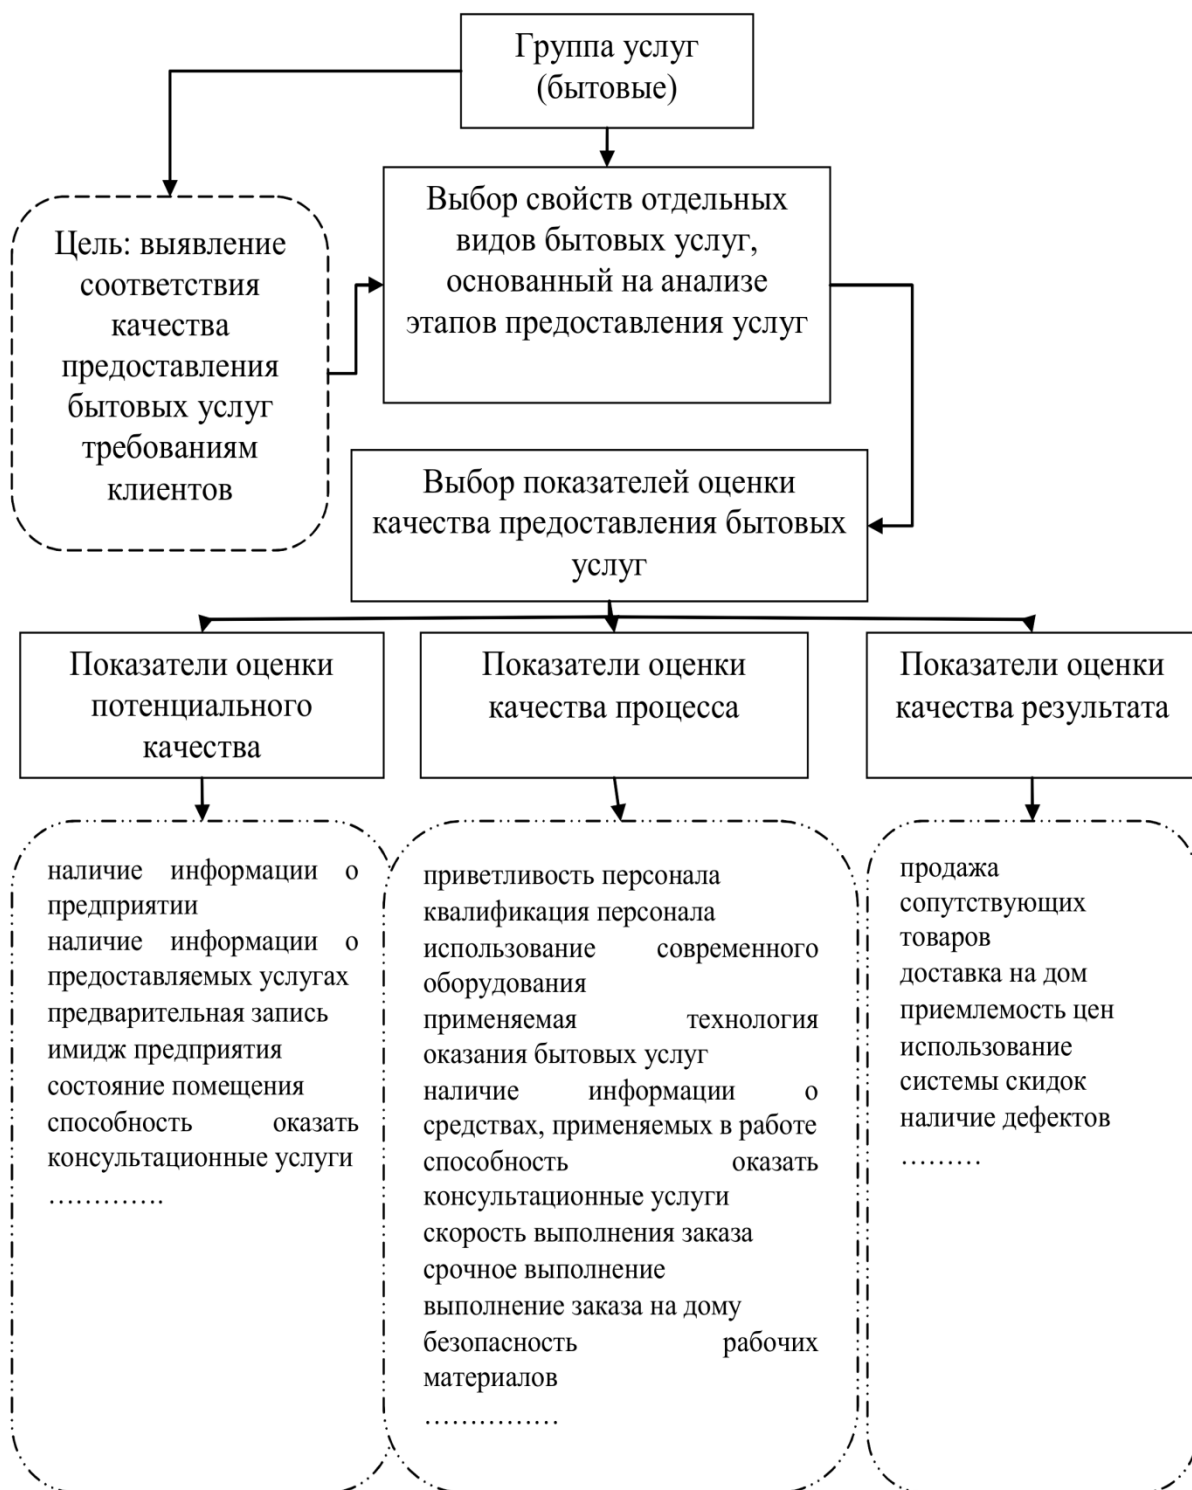 Группа услуг
(бытовые)
Цель: выявление
соответствия
качества
предоставления
бытовых услуг
требованиям
клиентов
Выбор свойств отдельных
видов бытовых услуг,
основанный на анализе
этапов предоставления услуг
Выбор показателей оценки
качества предоставления бытовых
услуг
Показатели оценки
потенциального
качества
Показатели оценки
качества процесса
Показатели оценки
качества результата
наличие информации о
предприятии
наличие информации о
предоставляемых услугах
предварительная запись
имидж предприятия
состояние помещения
способность оказать
консультационные услуги
………….
приветливость персонала
квалификация персонала
использование современного
оборудования
применяемая технология
оказания бытовых услуг
наличие информации о
средствах, применяемых в работе
способность оказать
консультационные услуги
скорость выполнения заказа
срочное выполнение
выполнение заказа на дому
безопасность рабочих
материалов
……………
продажа
сопутствующих
товаров
доставка на дом
приемлемость цен
использование
системы скидок
наличие дефектов
………